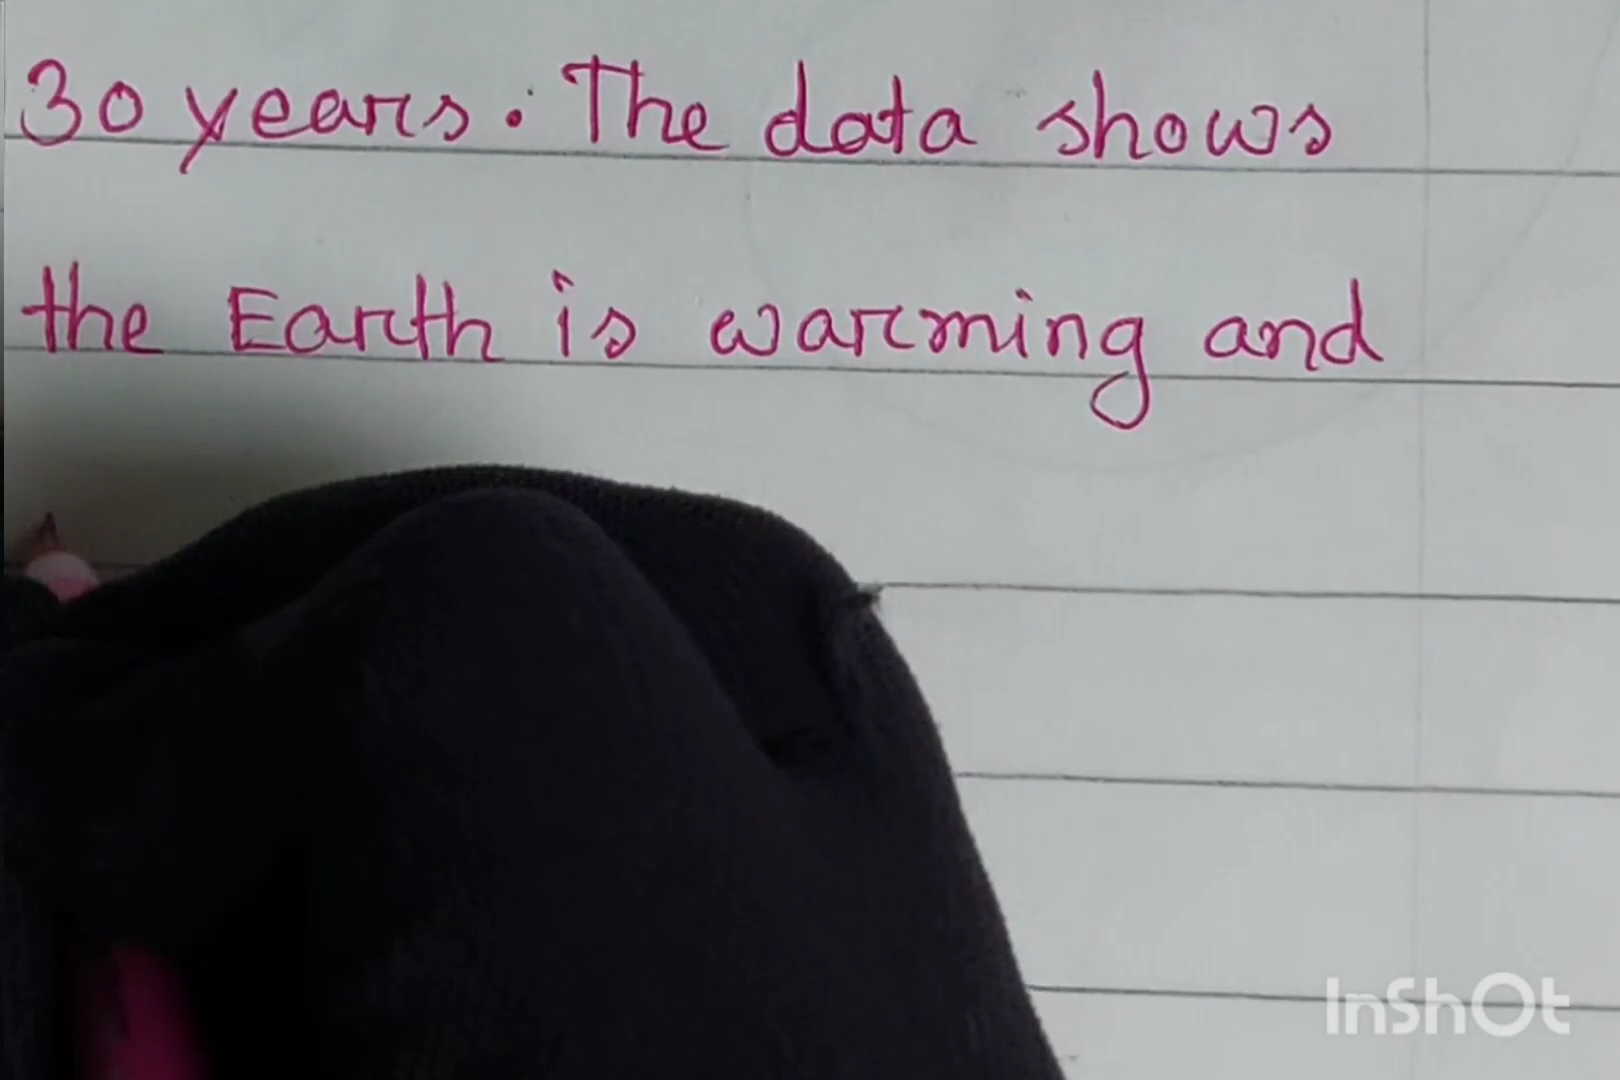 30 years. The data shows
the Earth is warming and
InShOt